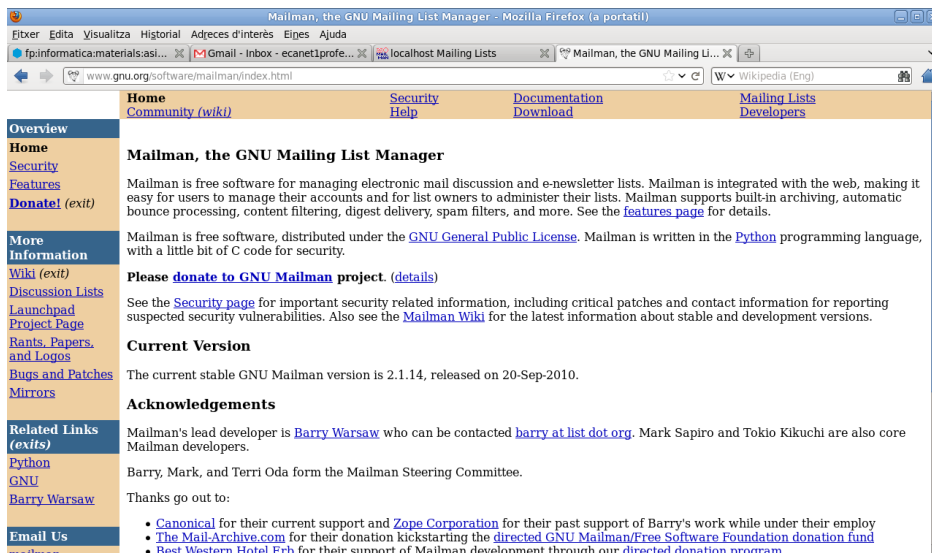 Mailman, the GNU Mailing List Manager - Mozilla Firefox (a portatil)
Fitxer Edita Visualitza Historial Adreces d'interès Eines Ajuda
fp:informatica:materials:asi... Gmail - Inbox - ecanet1profe... localhost Mailing Lists Mailman, the GNU Mailing Li...
www.gnu.org/software/mailman/index.html Wikipedia (Eng)
Home Security Documentation Mailing Lists
Community (wiki) Help Download Developers
Overview
Home
Security
Features
Donate! (exit)
More
Information
Wiki (exit)
Discussion Lists
Launchpad
Project Page
Rants, Papers,
and Logos
Bugs and Patches
Mirrors
Related Links
(exits)
Python
GNU
Barry Warsaw
Email Us
mailman
Mailman, the GNU Mailing List Manager
Mailman is free software for managing electronic mail discussion and e-newsletter lists. Mailman is integrated with the web, making it
easy for users to manage their accounts and for list owners to administer their lists. Mailman supports built-in archiving, automatic
bounce processing, content filtering, digest delivery, spam filters, and more. See the features page for details.
Mailman is free software, distributed under the GNU General Public License. Mailman is written in the Python programming language,
with a little bit of C code for security.
Please donate to GNU Mailman project. (details)
See the Security page for important security related information, including critical patches and contact information for reporting
suspected security vulnerabilities. Also see the Mailman Wiki for the latest information about stable and development versions.
Current Version
The current stable GNU Mailman version is 2.1.14, released on 20-Sep-2010.
Acknowledgements
Mailman's lead developer is Barry Warsaw who can be contacted barry at list dot org. Mark Sapiro and Tokio Kikuchi are also core
Mailman developers.
Barry, Mark, and Terri Oda form the Mailman Steering Committee.
Thanks go out to:
• Canonical for their current support and Zope Corporation for their past support of Barry's work while under their employ
• The Mail-Archive.com for their donation kickstarting the directed GNU Mailman/Free Software Foundation donation fund
• Best Western Hotel Erb for their support of Mailman development through our directed donation program